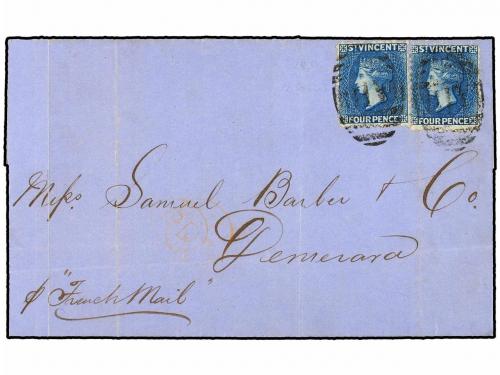 ST VINCENT ST VINCENT
FOUR PENCE FOUR PENCE
Messrs Samuel Barber & Co.
Demerara
p "French Mail"